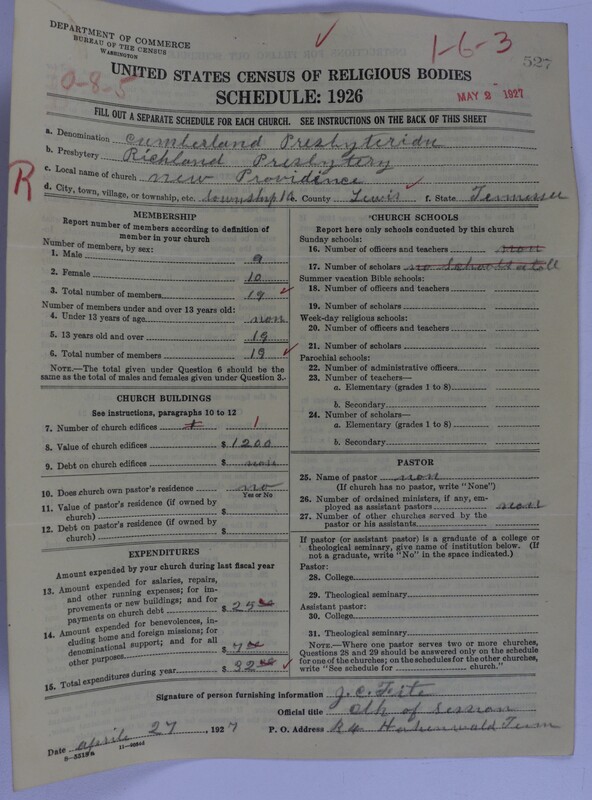 DEPARTMENT OF COMMERCE
BUREAU OF THE CENSUS
WASHINGTON
1-6-3
527
0-8-5
UNITED STATES CENSUS OF RELIGIOUS BODIES
SCHEDULE: 1926
MAY 2 1927
FILL OUT A SEPARATE SCHEDULE FOR EACH CHURCH. SEE INSTRUCTIONS ON THE BACK OF THIS SHEET
a. Denomination Cumberland Presbyterian
b. Presbytery Richland Presbytery
c. Local name of church new Providence
R
d. City, town, village, or township, etc. township 16 e. County Lewis f. State Tennessee
MEMBERSHIP
Report number of members according to definition of
member in your church
Number of members, by sex:
1. Male 9
2. Female 10
3. Total number of members 19
Number of members under and over 13 years old:
4. Under 13 years of age non
5. 13 years old and over 19
6. Total number of members 19
NOTE.—The total given under Question 6 should be
the same as the total of males and females given under Question 3.
CHURCH BUILDINGS
See instructions, paragraphs 10 to 12
7. Number of church edifices 1
8. Value of church edifices $ 1200
9. Debt on church edifices $ non
10. Does church own pastor's residence no
Yes or No
11. Value of pastor's residence (if owned by
church) $
12. Debt on pastor's residence (if owned by
church) $
EXPENDITURES
Amount expended by your church during last fiscal year
13. Amount expended for salaries, repairs,
and other running expenses; for im-
provements or new buildings; and for
payments on church debt $ 25 00
14. Amount expended for benevolences, in-
cluding home and foreign missions; for
denominational support; and for all
other purposes $ 7 00
15. Total expenditures during year $ 32 00
CHURCH SCHOOLS
Report here only schools conducted by this church
Sunday schools:
16. Number of officers and teachers non
17. Number of scholars no Schools atoll
Summer vacation Bible schools:
18. Number of officers and teachers
19. Number of scholars
Week-day religious schools:
20. Number of officers and teachers
21. Number of scholars
Parochial schools:
22. Number of administrative officers
23. Number of teachers—
a. Elementary (grades 1 to 8)
b. Secondary
24. Number of scholars—
a. Elementary (grades 1 to 8)
b. Secondary
PASTOR
25. Name of pastor non
(If church has no pastor, write "None")
26. Number of ordained ministers, if any, em-
ployed as assistant pastors non
27. Number of other churches served by the
pastor or his assistants
If pastor (or assistant pastor) is a graduate of a college or
theological seminary, give name of institution below. (If
not a graduate, write "No" in the space indicated.)
Pastor:
28. College
29. Theological seminary
Assistant pastor:
30. College
31. Theological seminary
NOTE.—Where one pastor serves two or more churches,
Questions 28 and 29 should be answered only on the schedule
for one of the churches; on the schedules for the other churches,
write "See schedule for church."
Signature of person furnishing information J. C. Fite
Official title Clk of Session
Date aprile 27, 1927 P. O. Address R4 Hohenwald Tenn